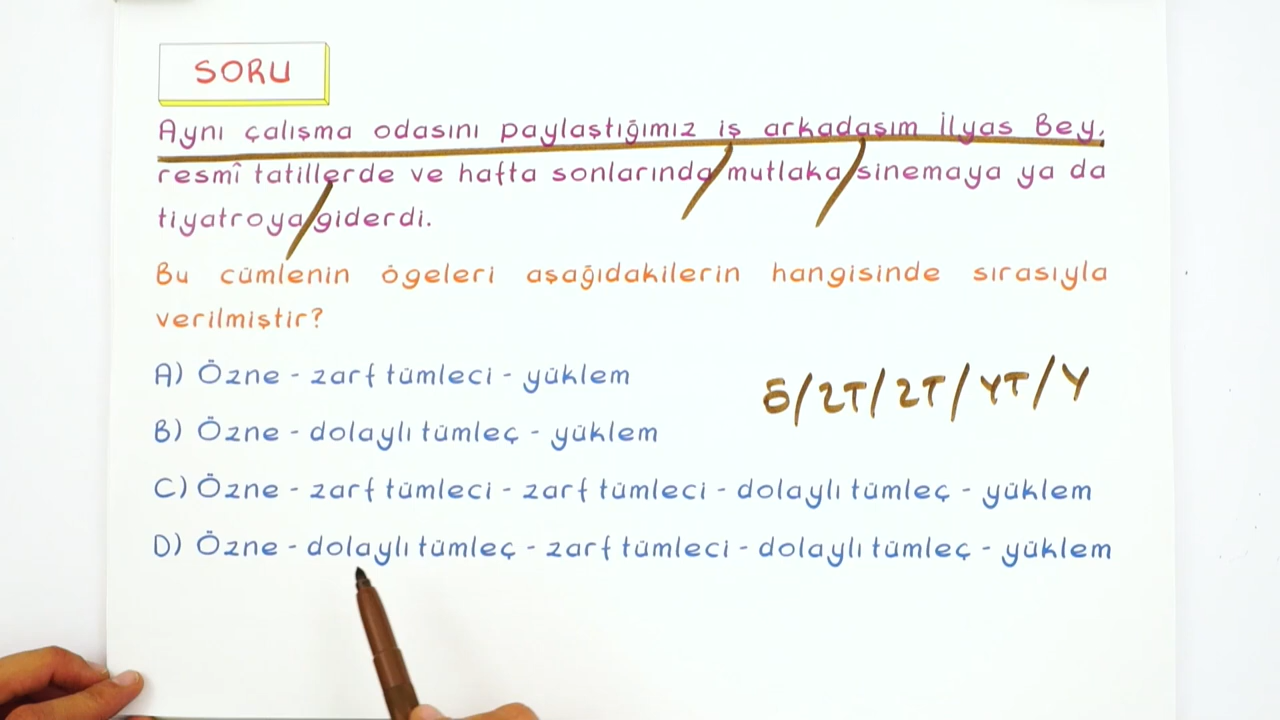 SORU
Aynı çalışma odasını paylaştığımız iş arkadaşım İlyas Bey,
resmî tatillerde ve hafta sonlarında/mutlaka/sinemaya ya da
tiyatroya/giderdi.
Bu cümlenin ögeleri aşağıdakilerin hangisinde sırasıyla
verilmiştir?
A) Özne - zarf tümleci - yüklem
Ö/ZT/ZT/YT/Y
B) Özne - dolaylı tümleç - yüklem
C) Özne - zarf tümleci - zarf tümleci - dolaylı tümleç - yüklem
D) Özne - dolaylı tümleç - zarf tümleci - dolaylı tümleç - yüklem